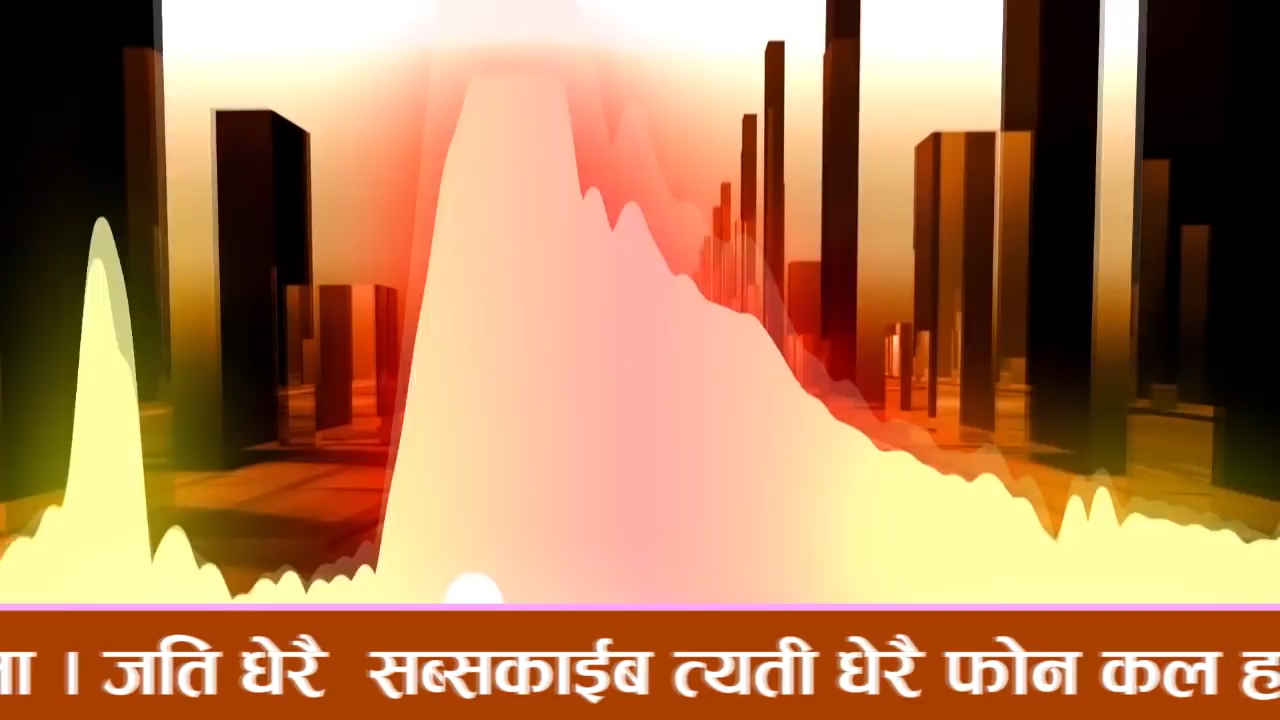 । जति धेरै सब्सकाईब त्यती धेरै फोन कल